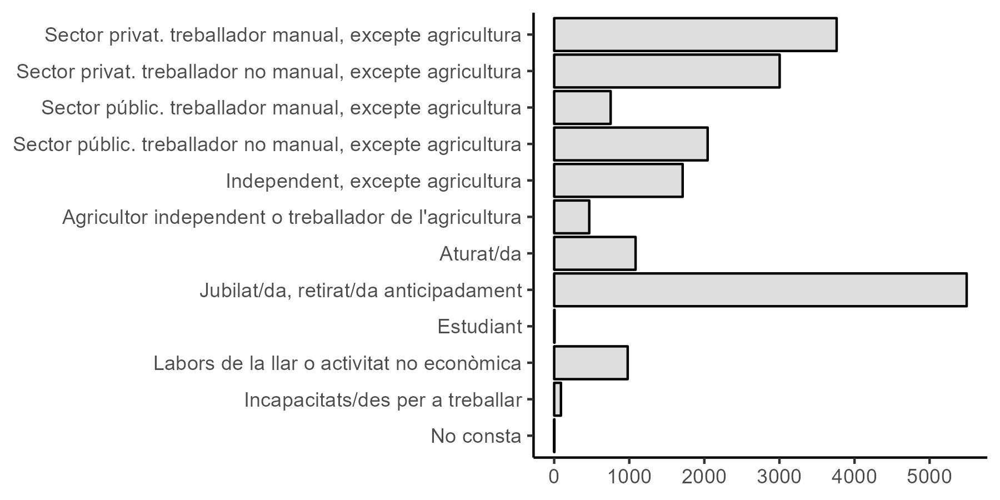 Sector privat. treballador manual, excepte agricultura
Sector privat. treballador no manual, excepte agricultura
Sector públic. treballador manual, excepte agricultura
Sector públic. treballador no manual, excepte agricultura
Independent, excepte agricultura
Agricultor independent o treballador de l'agricultura
Aturat/da
Jubilat/da, retirat/da anticipadament
Estudiant
Labors de la llar o activitat no econòmica
Incapacitats/des per a treballar
No consta
0 1000 2000 3000 4000 5000